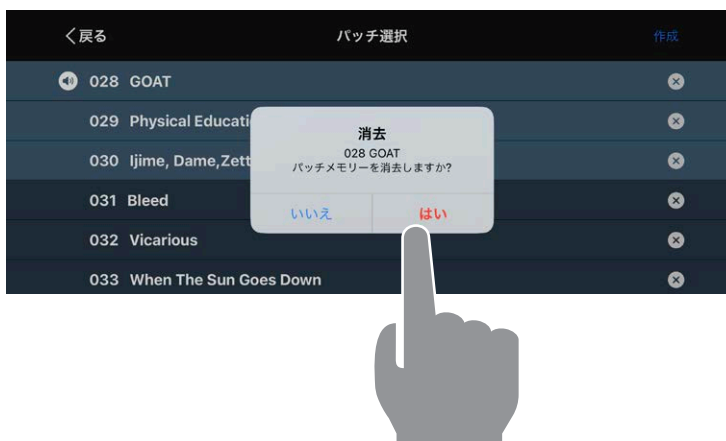 戻る パッチ選択 作成
028 GOAT
029 Physical Educati
030 Ijime, Dame,Zett
031 Bleed
032 Vicarious
033 When The Sun Goes Down
消去
028 GOAT
パッチメモリーを消去しますか?
いいえ はい